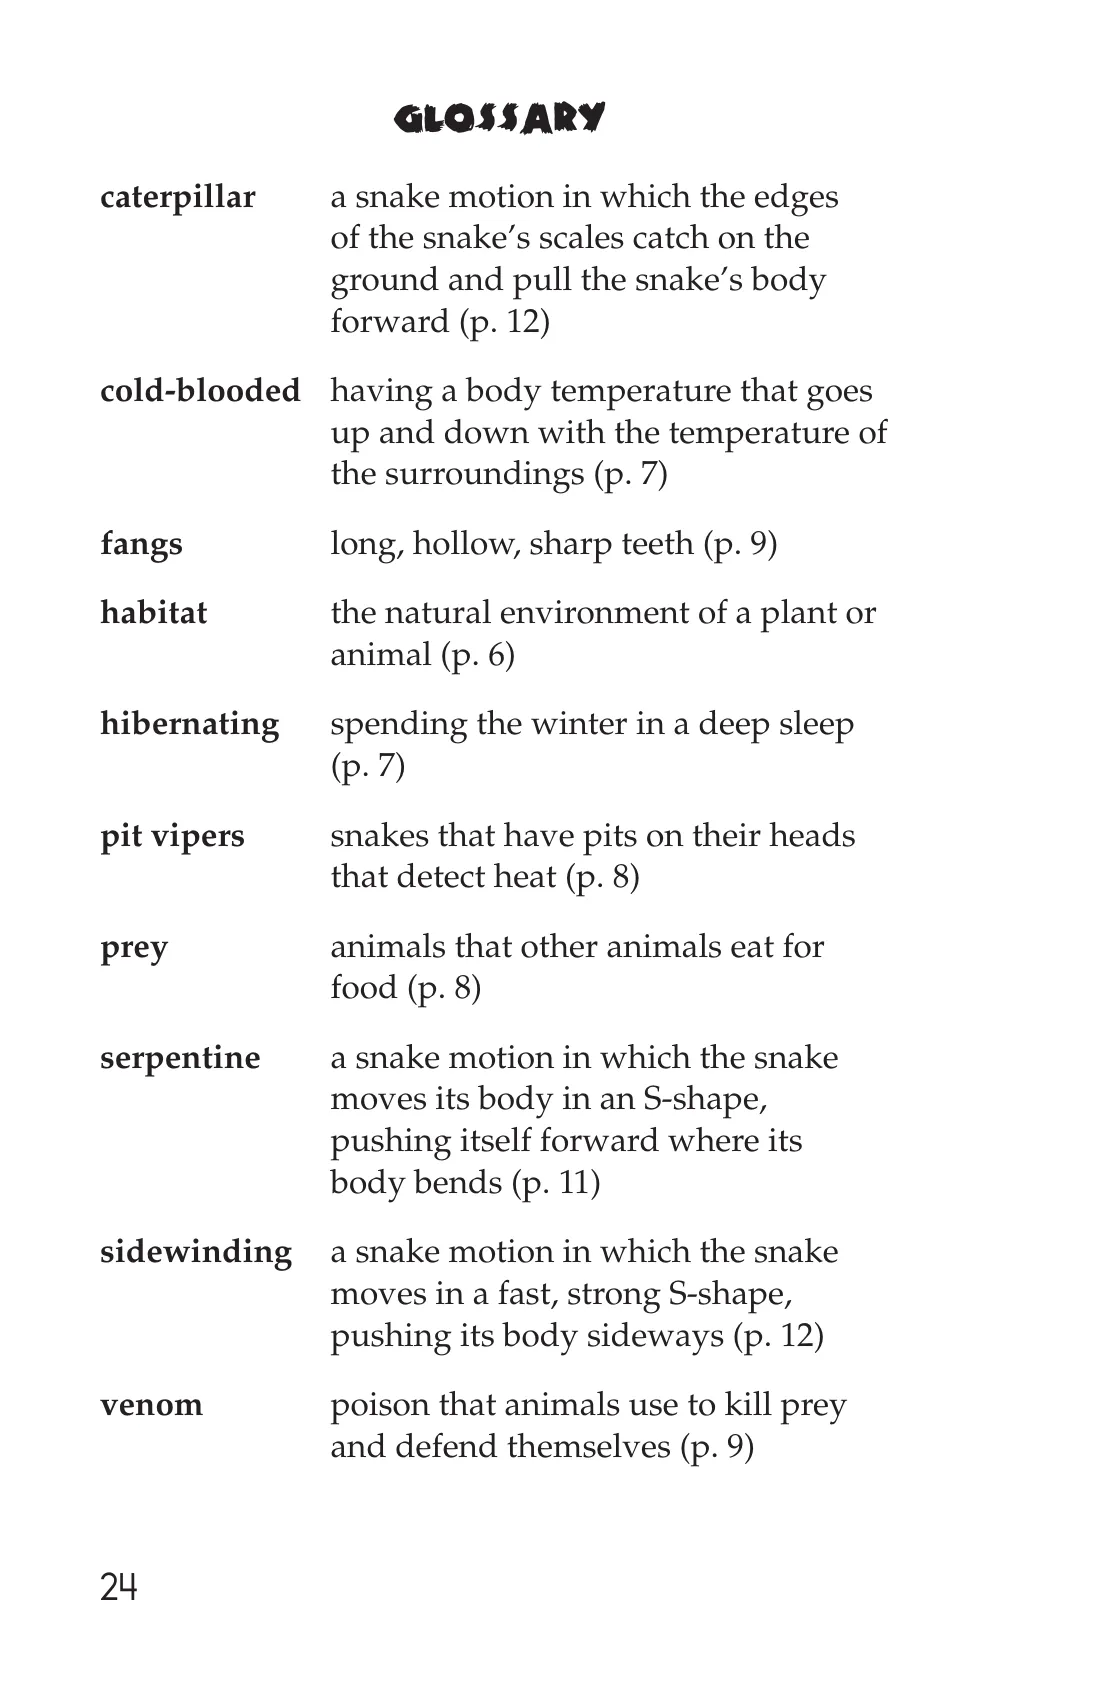 GLOSSARY
caterpillar a snake motion in which the edges
of the snake’s scales catch on the
ground and pull the snake’s body
forward (p. 12)
cold-blooded having a body temperature that goes
up and down with the temperature of
the surroundings (p. 7)
fangs long, hollow, sharp teeth (p. 9)
habitat the natural environment of a plant or
animal (p. 6)
hibernating spending the winter in a deep sleep
(p. 7)
pit vipers snakes that have pits on their heads
that detect heat (p. 8)
prey animals that other animals eat for
food (p. 8)
serpentine a snake motion in which the snake
moves its body in an S-shape,
pushing itself forward where its
body bends (p. 11)
sidewinding a snake motion in which the snake
moves in a fast, strong S-shape,
pushing its body sideways (p. 12)
venom poison that animals use to kill prey
and defend themselves (p. 9)
24